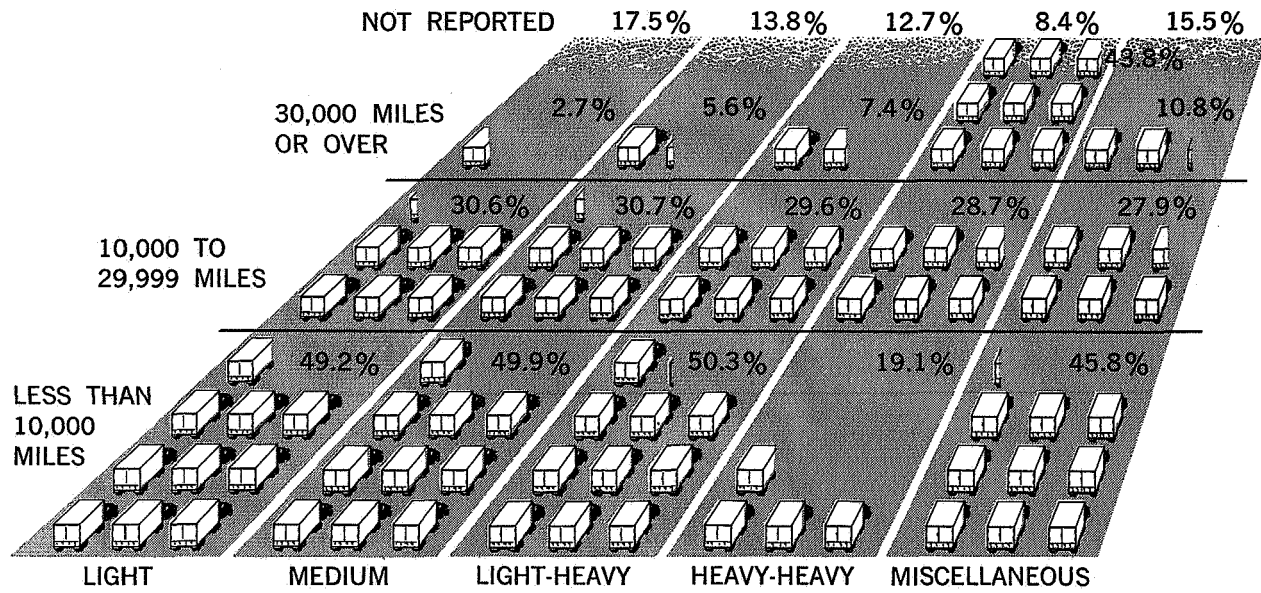 NOT REPORTED 17.5% 13.8% 12.7% 8.4% 15.5%
43.8%
30,000 MILES
OR OVER
2.7% 5.6% 7.4% 10.8%
30.6% 30.7% 29.6% 28.7% 27.9%
10,000 TO
29,999 MILES
49.2% 49.9% 50.3% 19.1% 45.8%
LESS THAN
10,000
MILES
LIGHT MEDIUM LIGHT-HEAVY HEAVY-HEAVY MISCELLANEOUS